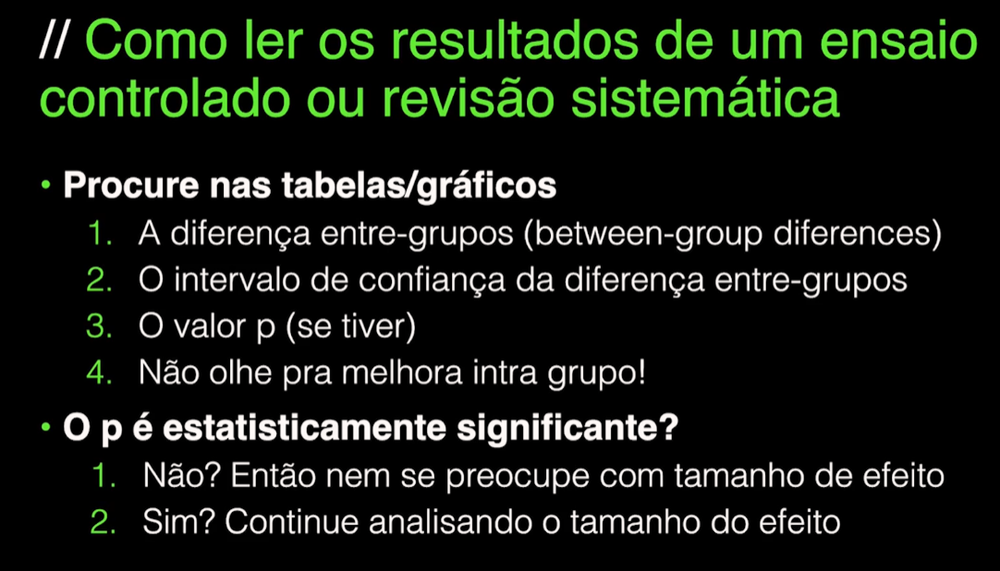 // Como ler os resultados de um ensaio
controlado ou revisão sistemática
• Procure nas tabelas/gráficos
1. A diferença entre-grupos (between-group diferences)
2. O intervalo de confiança da diferença entre-grupos
3. O valor p (se tiver)
4. Não olhe pra melhora intra grupo!
• O p é estatisticamente significante?
1. Não? Então nem se preocupe com tamanho de efeito
2. Sim? Continue analisando o tamanho do efeito